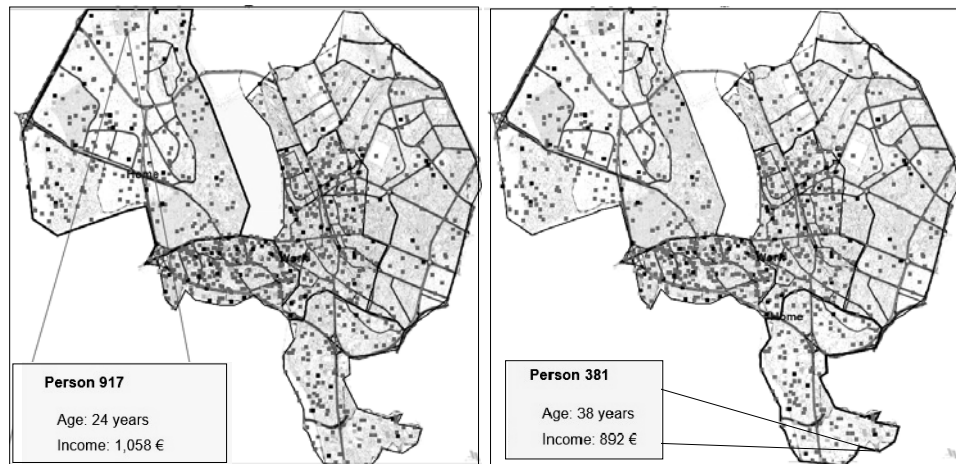 Home
Work
Person 917
Age: 24 years
Income: 1,058 €
Work
Home
Person 381
Age: 38 years
Income: 892 €